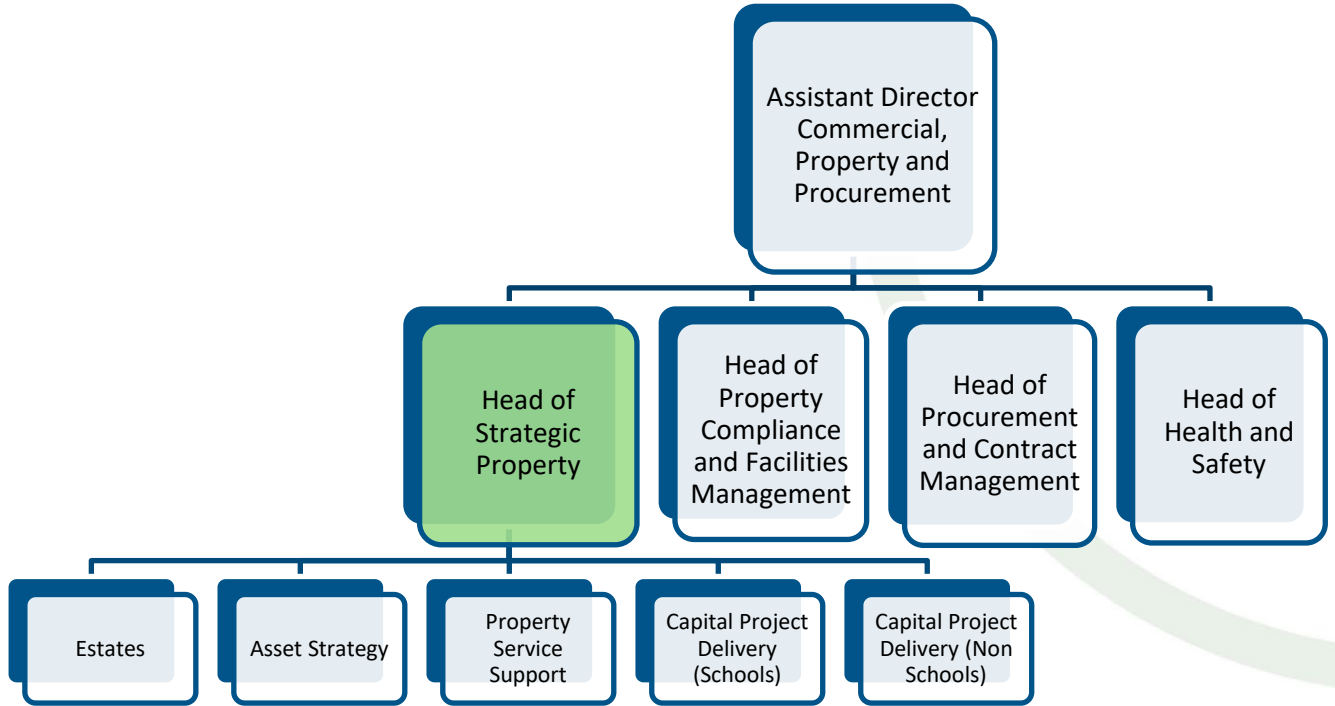 Assistant Director
Commercial,
Property and
Procurement
Head of
Strategic
Property
Head of
Property
Compliance
and Facilities
Management
Head of
Procurement
and Contract
Management
Head of
Health and
Safety
Estates
Asset Strategy
Property
Service
Support
Capital Project
Delivery
(Schools)
Capital Project
Delivery (Non
Schools)